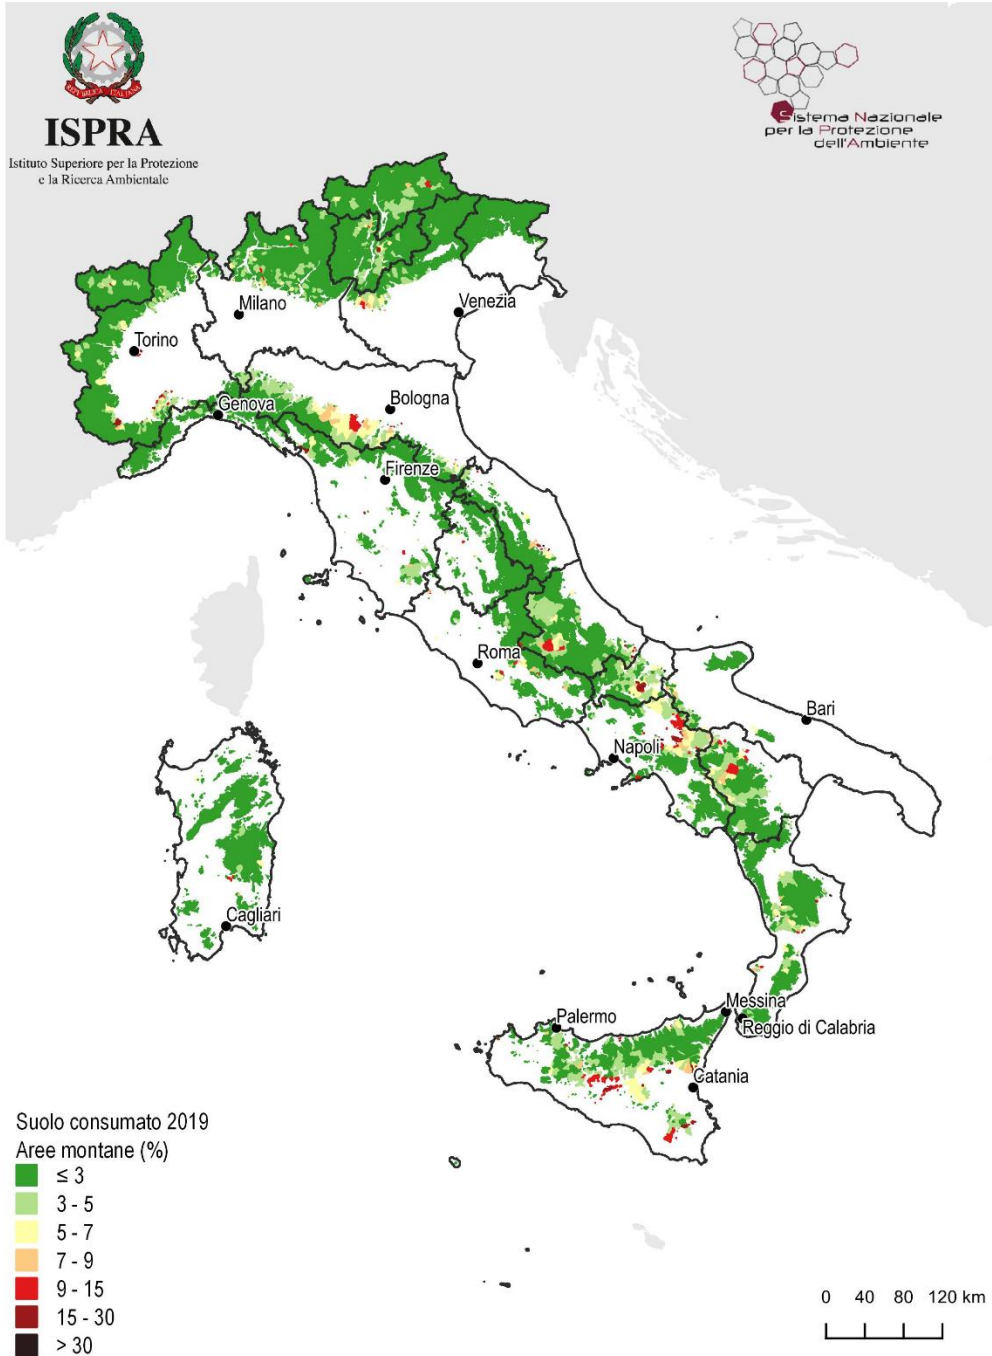 REPVBBLICA ITALIANA
ISPRA
Istituto Superiore per la Protezione
e la Ricerca Ambientale
Sistema Nazionale
per la Protezione
dell'Ambiente
Milano
Venezia
Torino
Genova
Bologna
Firenze
Roma
Bari
Napoli
Cagliari
Messina
Palermo
Reggio di Calabria
Catania
Suolo consumato 2019
Aree montane (%)
≤ 3
3 - 5
5 - 7
7 - 9
9 - 15
15 - 30
> 30
0 40 80 120 km